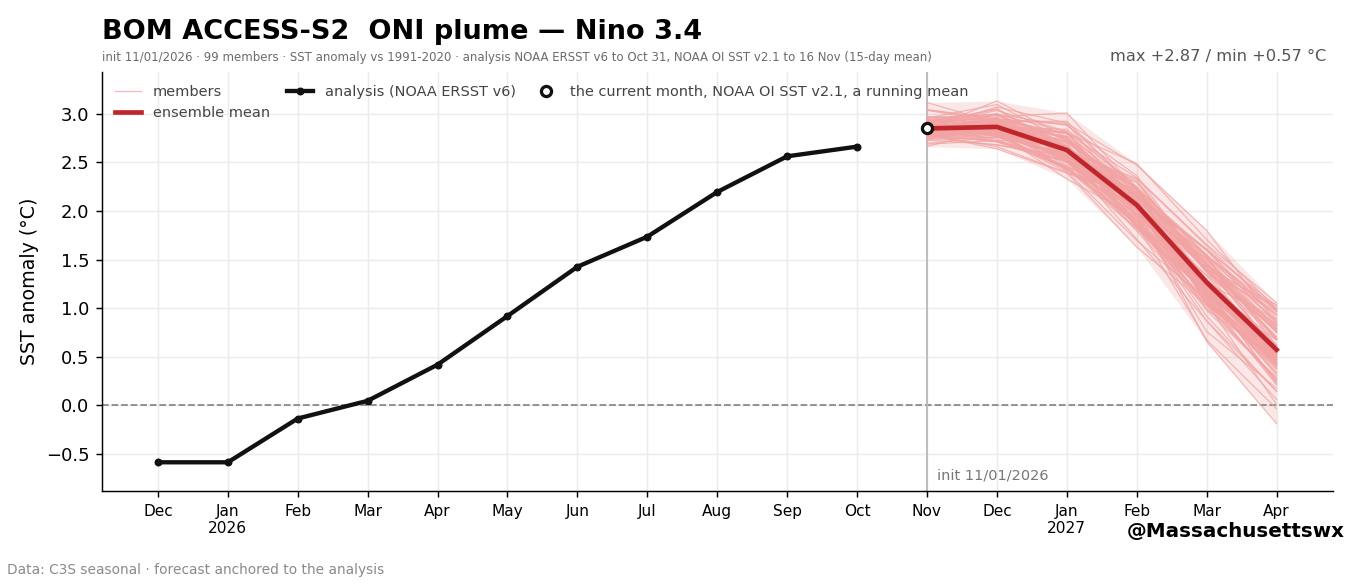 BOM ACCESS-S2 ONI plume — Nino 3.4
init 11/01/2026 · 99 members · SST anomaly vs 1991-2020 · analysis NOAA ERSST v6 to Oct 31, NOAA OI SST v2.1 to 16 Nov (15-day mean)
max +2.87 / min +0.57 °C
members
analysis (NOAA ERSST v6)
the current month, NOAA OI SST v2.1, a running mean
ensemble mean
SST anomaly (°C)
3.0
2.5
2.0
1.5
1.0
0.5
0.0
−0.5
init 11/01/2026
Dec Jan Feb Mar Apr May Jun Jul Aug Sep Oct Nov Dec Jan Feb Mar Apr
2026 2027
@Massachusettswx
Data: C3S seasonal · forecast anchored to the analysis